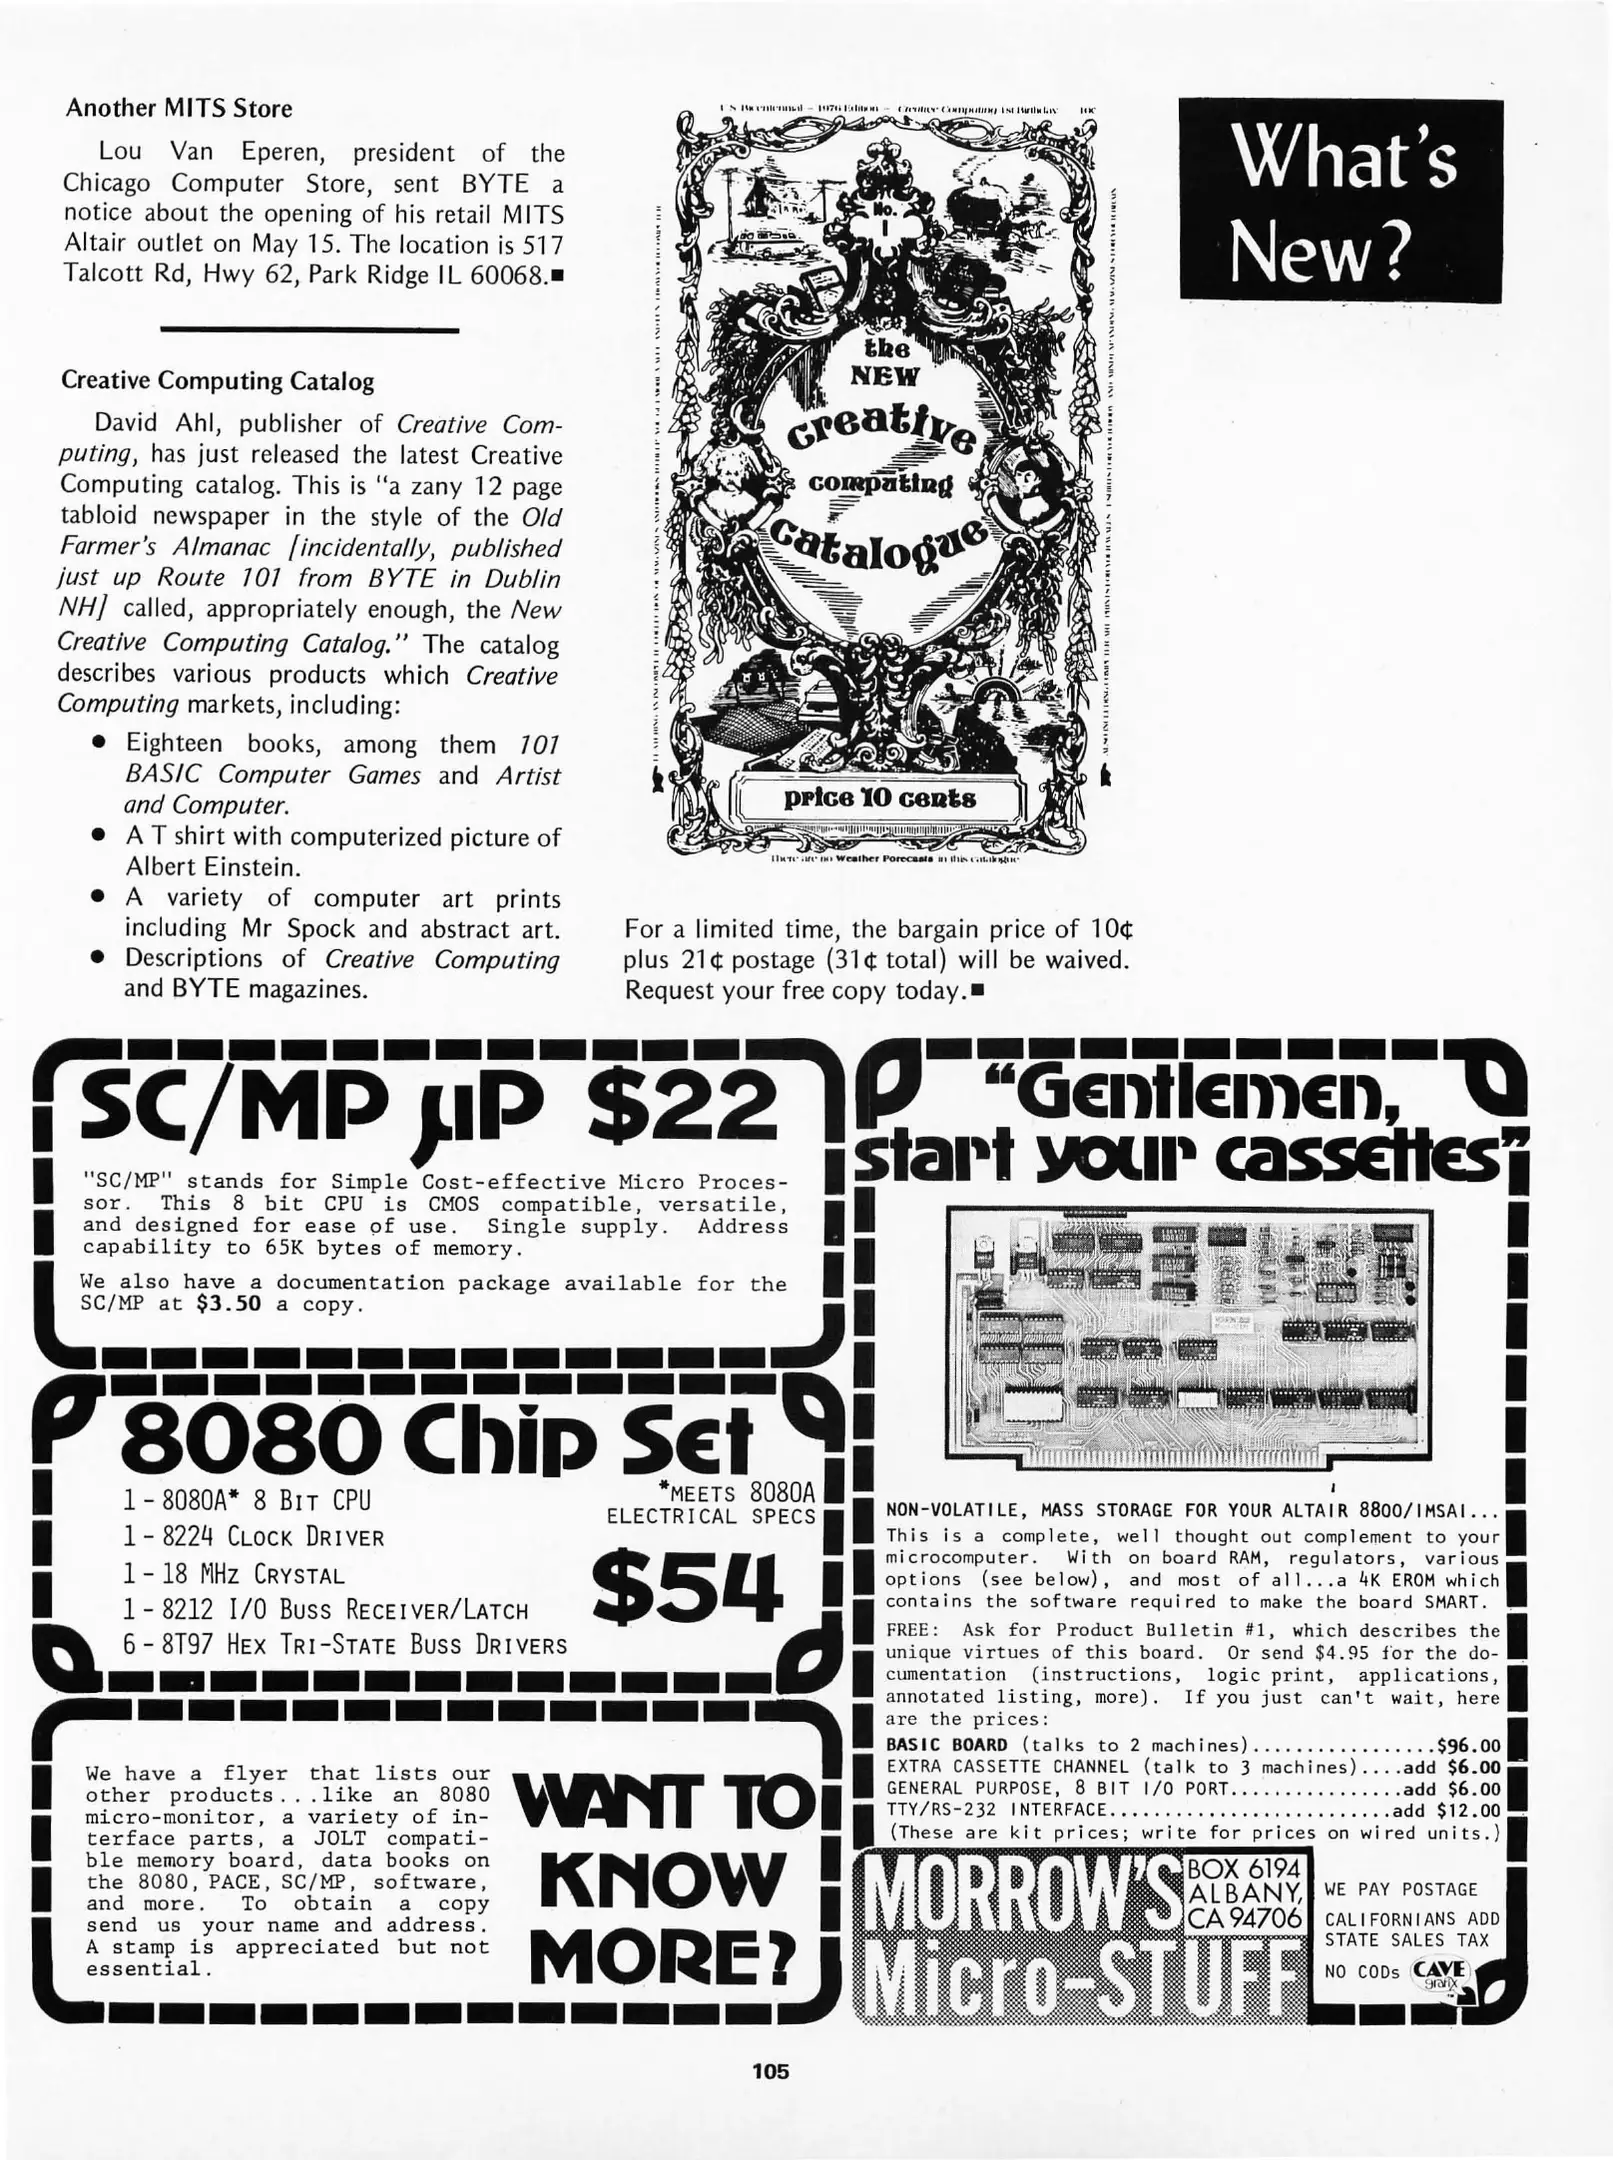 Another MITS Store
Lou Van Eperen, president of the
Chicago Computer Store, sent BYTE a
notice about the opening of his retail MITS
Altair outlet on May 15. The location is 517
Talcott Rd, Hwy 62, Park Ridge IL 60068.■
Creative Computing Catalog
David Ahl, publisher of Creative Com-
puting, has just released the latest Creative
Computing catalog. This is "a zany 12 page
tabloid newspaper in the style of the Old
Farmer's Almanac [incidentally, published
just up Route 101 from BYTE in Dublin
NH] called, appropriately enough, the New
Creative Computing Catalog." The catalog
describes various products which Creative
Computing markets, including:
● Eighteen books, among them 101
BASIC Computer Games and Artist
and Computer.
● A T shirt with computerized picture of
Albert Einstein.
● A variety of computer art prints
including Mr Spock and abstract art.
● Descriptions of Creative Computing
and BYTE magazines.
US Bicentennial – 1976 Edition – Creative Computing 1st Birthday 10¢
No.
1
the
NEW
creative
computing
catalogue
price 10 cents
There are no Weather Forecasts in this catalogue
For a limited time, the bargain price of 10¢
plus 21¢ postage (31¢ total) will be waived.
Request your free copy today.■
What's
New?
SC/MP µP $22
"SC/MP" stands for Simple Cost-effective Micro Proces-
sor. This 8 bit CPU is CMOS compatible, versatile,
and designed for ease of use. Single supply. Address
capability to 65K bytes of memory.
We also have a documentation package available for the
SC/MP at $3.50 a copy.
8080 Chip Set
1 - 8080A* 8 BIT CPU
1 - 8224 CLOCK DRIVER
1 - 18 MHZ CRYSTAL
1 - 8212 I/O BUSS RECEIVER/LATCH
6 - 8T97 HEX TRI-STATE BUSS DRIVERS
*MEETS 8080A
ELECTRICAL SPECS
$54
We have a flyer that lists our
other products...like an 8080
micro-monitor, a variety of in-
terface parts, a JOLT compati-
ble memory board, data books on
the 8080, PACE, SC/MP, software,
and more. To obtain a copy
send us your name and address.
A stamp is appreciated but not
essential.
WANT TO
KNOW
MORE?
"Gentlemen,
start your cassettes"
NON-VOLATILE, MASS STORAGE FOR YOUR ALTAIR 8800/IMSAI...
This is a complete, well thought out complement to your
microcomputer. With on board RAM, regulators, various
options (see below), and most of all...a 4K EROM which
contains the software required to make the board SMART.
FREE: Ask for Product Bulletin #1, which describes the
unique virtues of this board. Or send $4.95 for the do-
cumentation (instructions, logic print, applications,
annotated listing, more). If you just can't wait, here
are the prices:
BASIC BOARD (talks to 2 machines).................$96.00
EXTRA CASSETTE CHANNEL (talk to 3 machines)....add $6.00
GENERAL PURPOSE, 8 BIT I/O PORT................add $6.00
TTY/RS-232 INTERFACE..........................add $12.00
(These are kit prices; write for prices on wired units.)
MORROW'S
Micro-STUFF
BOX 6194
ALBANY,
CA 94706
WE PAY POSTAGE
CALIFORNIANS ADD
STATE SALES TAX
NO CODs
CAVE
grafix
105